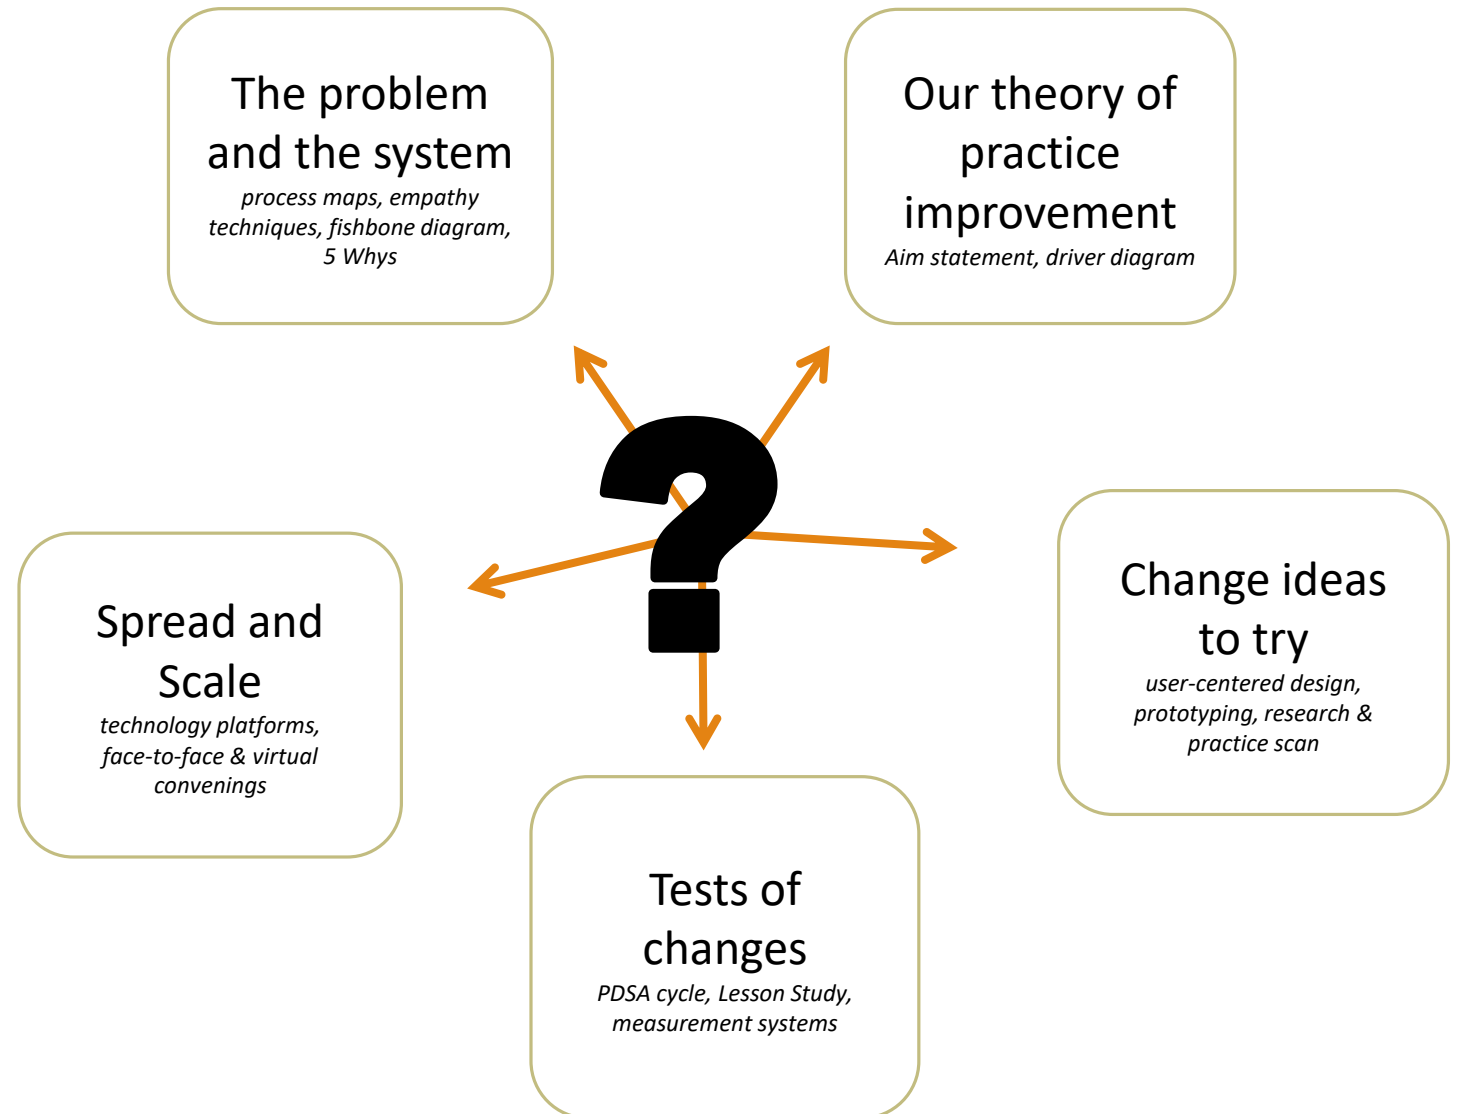 The problem
and the system
process maps, empathy
techniques, fishbone diagram,
5 Whys
Our theory of
practice
improvement
Aim statement, driver diagram
?
Change ideas
to try
user-centered design,
prototyping, research &
practice scan
Spread and
Scale
technology platforms,
face-to-face & virtual
convenings
Tests of
changes
PDSA cycle, Lesson Study,
measurement systems